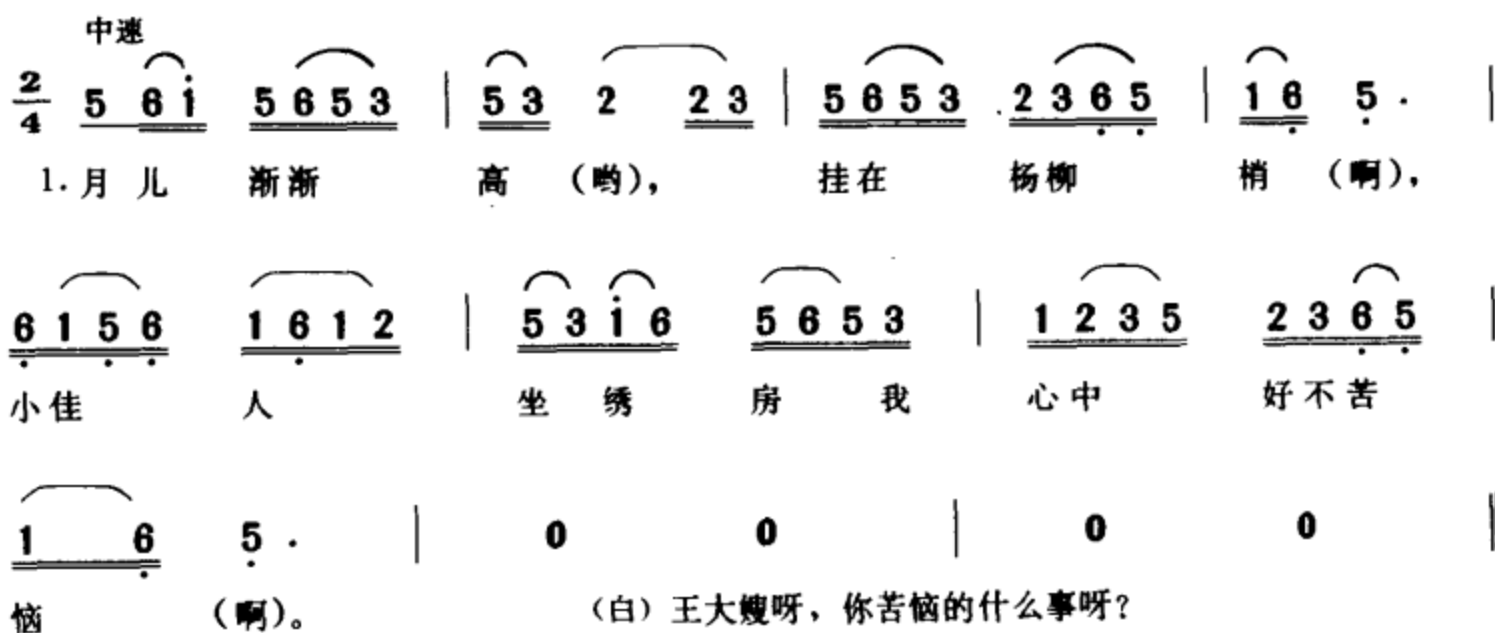 中速
2/4 5 6 i 5 6 5 3 | 5 3 2 2 3 | 5 6 5 3 2 3 6̣ 5̣ | 1 6̣ 5̣ . |
1. 月儿 渐渐 高 (哟), 挂在 杨柳 梢 (啊),
6̣ 1 5̣ 6̣ 1 6̣ 1 2 | 5 3 i 6 5 6 5 3 | 1 2 3 5 2 3 6̣ 5̣ |
小佳 人 坐 绣 房 我 心中 好不苦
1 6̣ 5̣ . | 0 0 | 0 0 |
恼 (啊)。 (白) 王大嫂呀, 你苦恼的什么事呀?